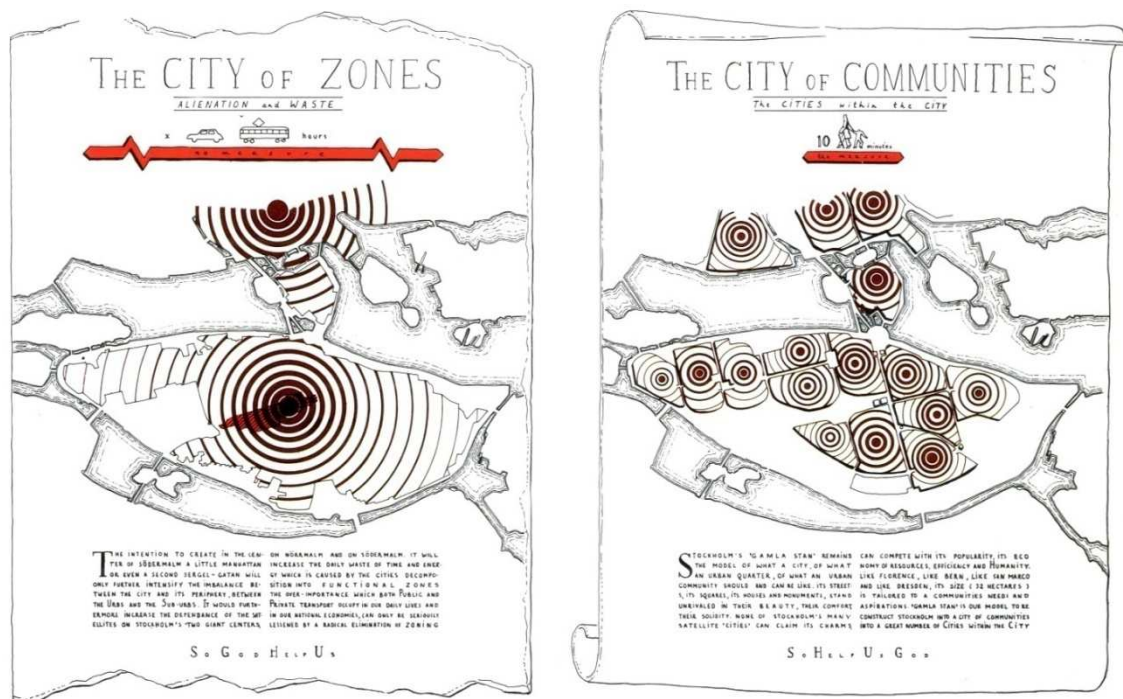 THE CITY OF ZONES
ALIENATION and WASTE
x hours
no measure
THE INTENTION TO CREATE IN THE CEN-
TER OF SÖDERMALM A LITTLE MANHATTAN
OR EVEN A SECOND SERGEL-GATAN WILL
ONLY FURTHER INTENSIFY THE IMBALANCE BE-
TWEEN THE CITY AND ITS PERIPHERY, BETWEEN
THE URBS AND THE SUB-URBS. IT WOULD FURTH-
ERMORE INCREASE THE DEPENDANCE OF THE SAT
ELLITES ON STOCKHOLM'S TWO GIANT CENTERS,
ON NORRMALM AND ON SÖDERMALM. IT WILL
INCREASE THE DAILY WASTE OF TIME AND ENER-
GY WHICH IS CAUSED BY THE CITIES DECOMPO-
SITION INTO FUNCTIONAL ZONES
THE OVER-IMPORTANCE WHICH BOTH PUBLIC AND
PRIVATE TRANSPORT OCCUPY IN OUR DAILY LIVES AND
IN OUR NATIONAL ECONOMIES, CAN ONLY BE SERIOUSLY
LESSENED BY A RADICAL ELIMINATION OF ZONING
SO GOD HELP US
THE CITY OF COMMUNITIES
The CITIES within the CITY
10 minutes
the measure
STOCKHOLM'S "GAMLA STAN" REMAINS
THE MODEL OF WHAT A CITY, OF WHAT
AN URBAN QUARTER, OF WHAT AN URBAN
COMMUNITY SHOULD AND CAN BE LIKE. ITS STREET
S, ITS SQUARES, ITS HOUSES AND MONUMENTS, STAND
UNRIVALED IN THEIR BEAUTY, THEIR COMFORT
THEIR SOLIDITY. NONE OF STOCKHOLM'S MANY
SATELLITE "CITIES" CAN CLAIM ITS CHARMS,
CAN COMPETE WITH ITS POPULARITY, ITS ECO
NOMY OF RESOURCES, EFFICIENCY AND HUMANITY.
LIKE FLORENCE, LIKE BERN, LIKE SAN MARCO
AND LIKE DRESDEN, ITS SIZE (32 HECTARES)
IS TAILORED TO A COMMUNITIES NEEDS AND
ASPIRATIONS "GAMLA STAN" IS OUR MODEL TO RE
CONSTRUCT STOCKHOLM INTO A CITY OF COMMUNITIES
INTO A GREAT NUMBER OF CITIES WITHIN THE CITY
SO HELP US GOD